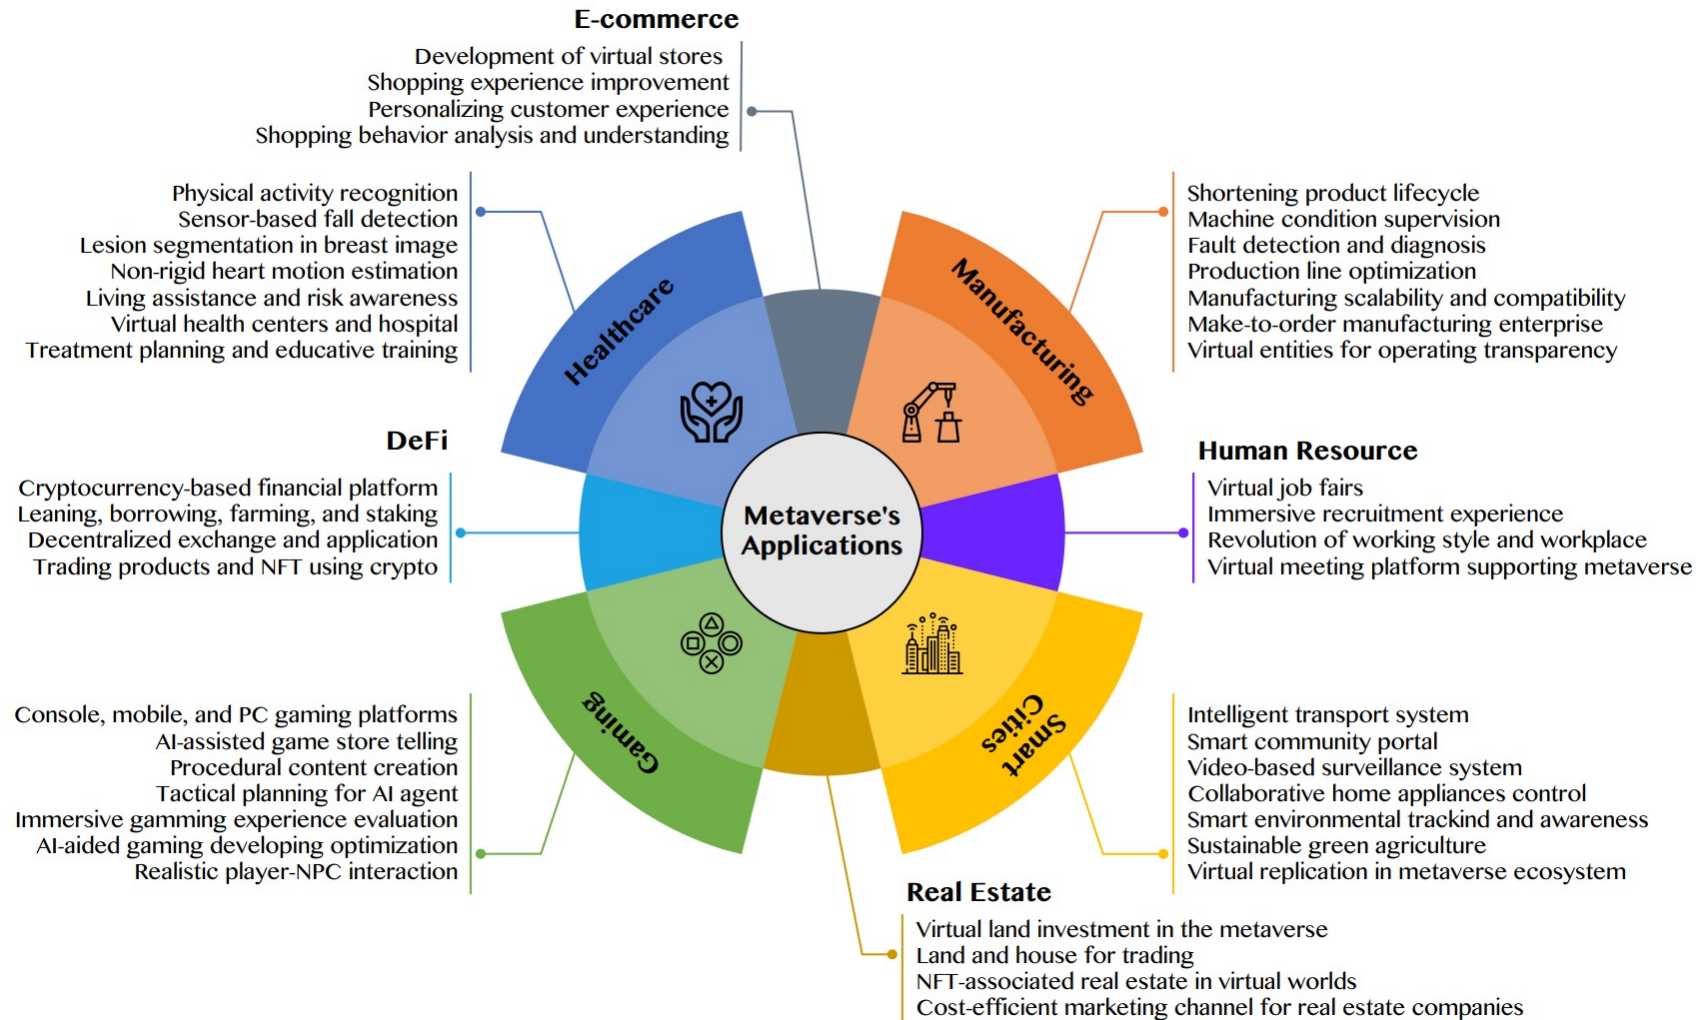 E-commerce
Development of virtual stores
Shopping experience improvement
Personalizing customer experience
Shopping behavior analysis and understanding
Physical activity recognition
Sensor-based fall detection
Lesion segmentation in breast image
Non-rigid heart motion estimation
Living assistance and risk awareness
Virtual health centers and hospital
Treatment planning and educative training
Healthcare
Manufacturing
Shortening product lifecycle
Machine condition supervision
Fault detection and diagnosis
Production line optimization
Manufacturing scalability and compatibility
Make-to-order manufacturing enterprise
Virtual entities for operating transparency
DeFi
Cryptocurrency-based financial platform
Leaning, borrowing, farming, and staking
Decentralized exchange and application
Trading products and NFT using crypto
Metaverse's
Applications
Human Resource
Virtual job fairs
Immersive recruitment experience
Revolution of working style and workplace
Virtual meeting platform supporting metaverse
Console, mobile, and PC gaming platforms
AI-assisted game store telling
Procedural content creation
Tactical planning for AI agent
Immersive gamming experience evaluation
AI-aided gaming developing optimization
Realistic player-NPC interaction
Gaming
Smart
Cities
Intelligent transport system
Smart community portal
Video-based surveillance system
Collaborative home appliances control
Smart environmental trackind and awareness
Sustainable green agriculture
Virtual replication in metaverse ecosystem
Real Estate
Virtual land investment in the metaverse
Land and house for trading
NFT-associated real estate in virtual worlds
Cost-efficient marketing channel for real estate companies